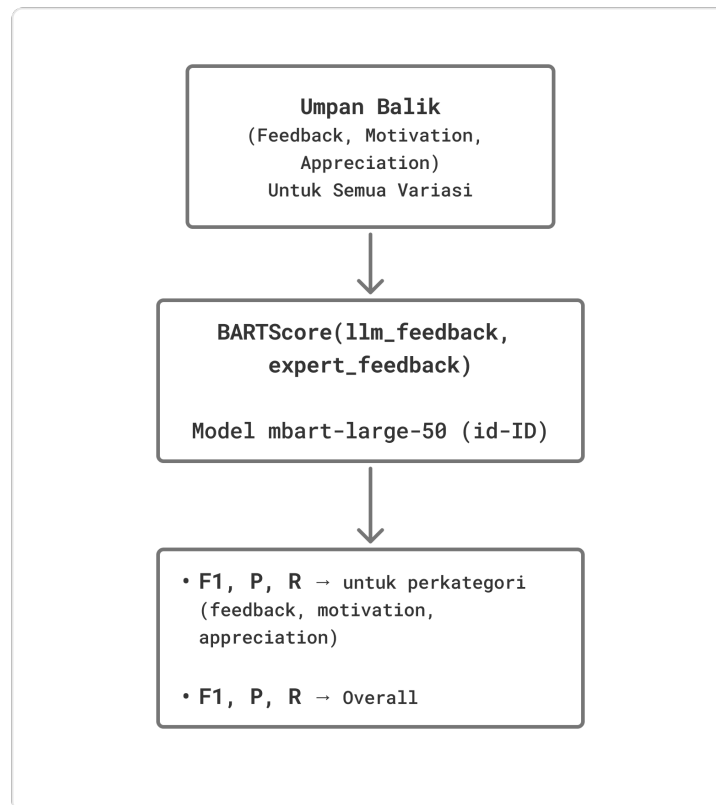 Umpan Balik
(Feedback, Motivation,
Appreciation)
Untuk Semua Variasi
BARTScore(llm_feedback,
expert_feedback)
Model mbart-large-50 (id-ID)
• F1, P, R → untuk perkategori
(feedback, motivation,
appreciation)
• F1, P, R → Overall